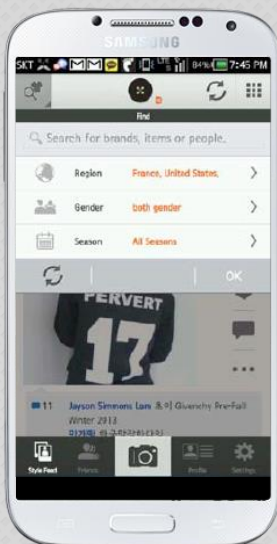 SAMSUNG
SKT 84% 7:45 PM
Find
Search for brands, items or people.
Region France, United States,
Gender both gender
Season All Seasons
OK
PERVERT
17
11 Jayson Simmons Lam 초이 Givenchy Pre-Fall
Winter 2013
Style Feed Friends Profile Settings